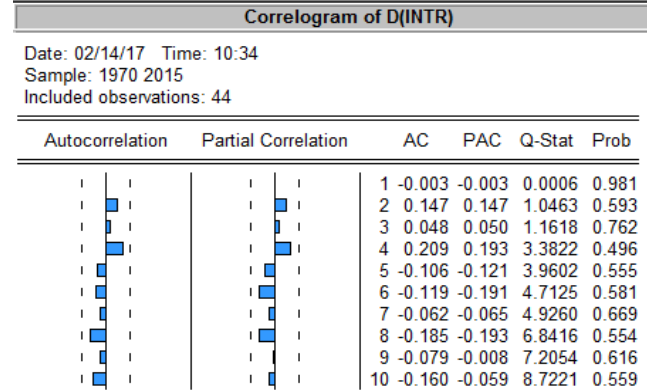 Correlogram of D(INTR)
Date: 02/14/17 Time: 10:34
Sample: 1970 2015
Included observations: 44
Autocorrelation Partial Correlation AC PAC Q-Stat Prob
1 -0.003 -0.003 0.0006 0.981
2 0.147 0.147 1.0463 0.593
3 0.048 0.050 1.1618 0.762
4 0.209 0.193 3.3822 0.496
5 -0.106 -0.121 3.9602 0.555
6 -0.119 -0.191 4.7125 0.581
7 -0.062 -0.065 4.9260 0.669
8 -0.185 -0.193 6.8416 0.554
9 -0.079 -0.008 7.2054 0.616
10 -0.160 -0.059 8.7221 0.559